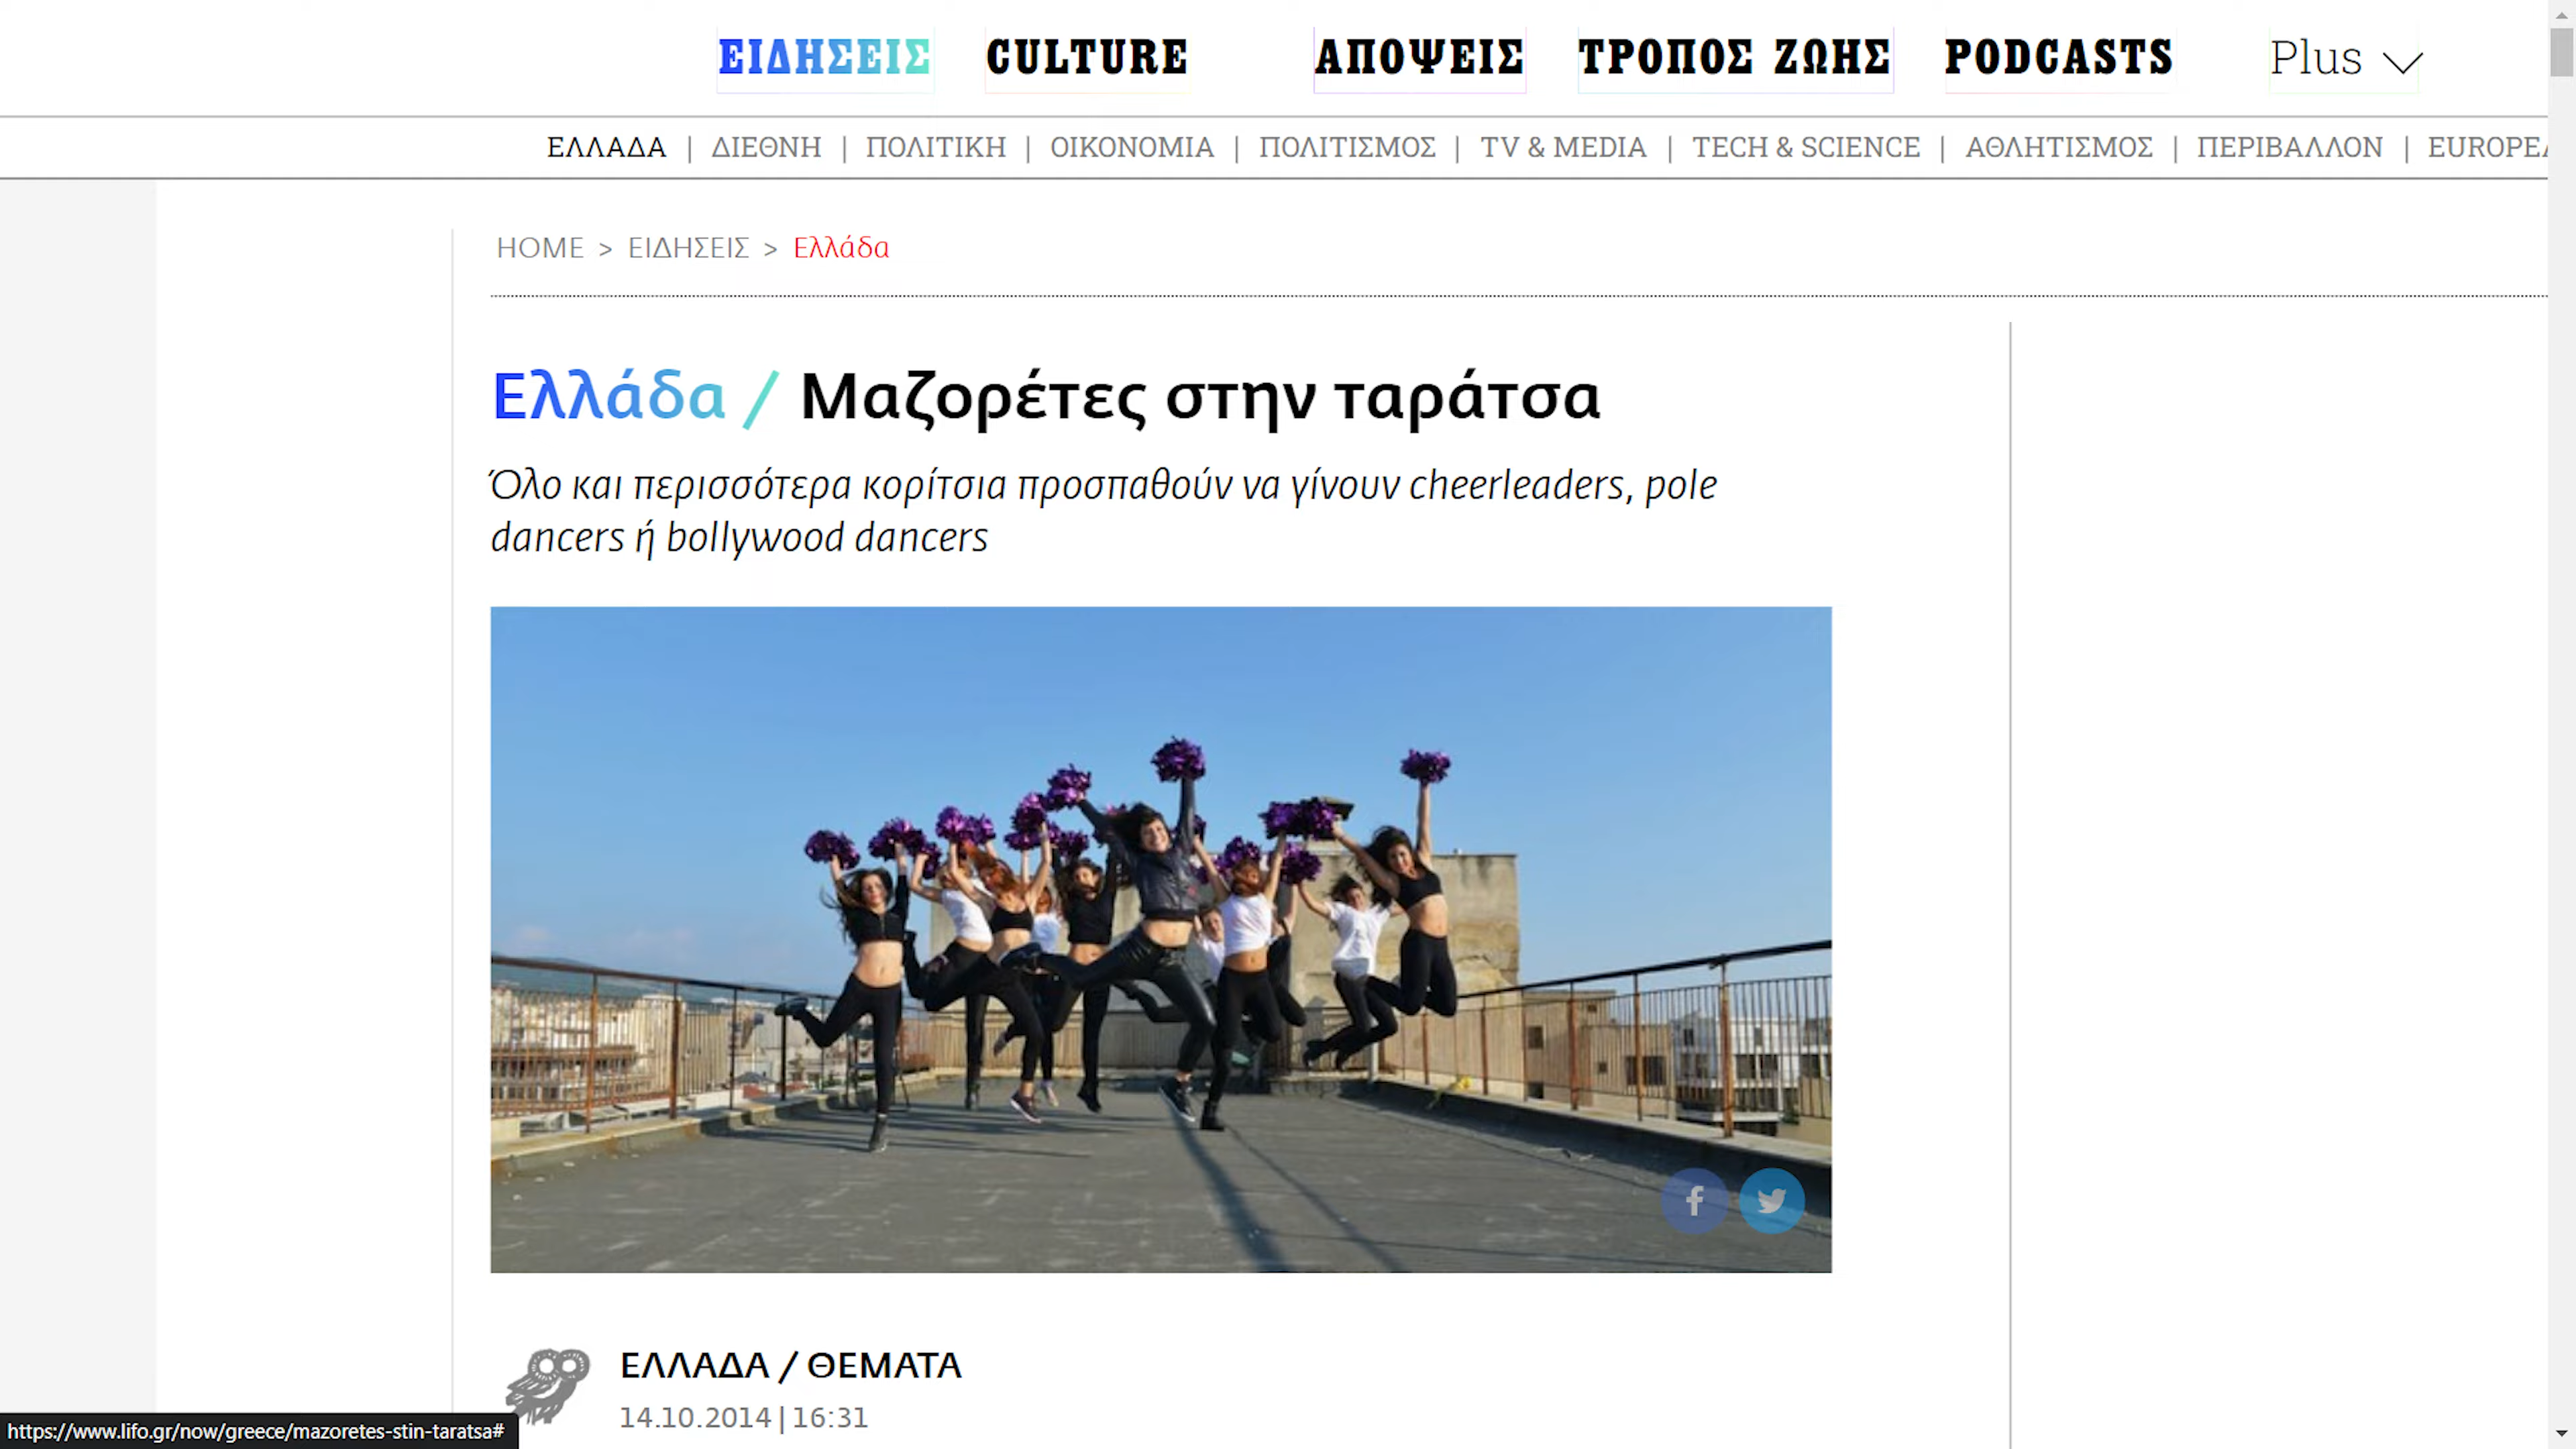 ΕΙΔΗΣΕΙΣ CULTURE ΑΠΟΨΕΙΣ ΤΡΟΠΟΣ ΖΩΗΣ PODCASTS Plus
ΕΛΛΑΔΑ | ΔΙΕΘΝΗ | ΠΟΛΙΤΙΚΗ | ΟΙΚΟΝΟΜΙΑ | ΠΟΛΙΤΙΣΜΟΣ | TV & MEDIA | TECH & SCIENCE | ΑΘΛΗΤΙΣΜΟΣ | ΠΕΡΙΒΑΛΛΟΝ |
HOME > ΕΙΔΗΣΕΙΣ > Ελλάδα
Ελλάδα / Μαζορέτες στην ταράτσα
Όλο και περισσότερα κορίτσια προσπαθούν να γίνουν cheerleaders, pole
dancers ή bollywood dancers
ΕΛΛΑΔΑ / ΘΕΜΑΤΑ
14.10.2014 | 16:31
https://www.lifo.gr/now/greece/mazoretes-stin-taratsa#